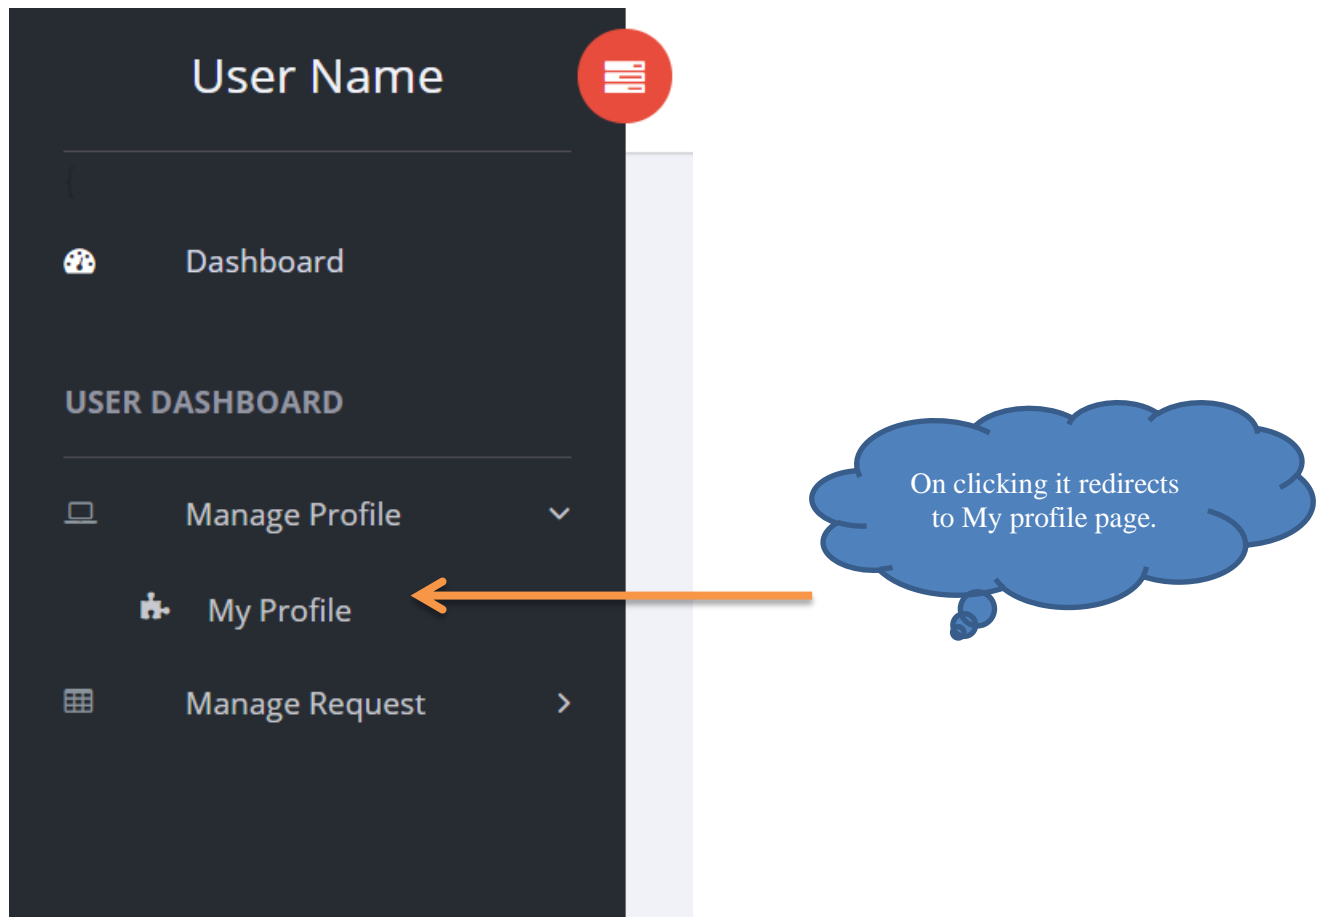 User Name
{
Dashboard
USER DASHBOARD
Manage Profile
My Profile
Manage Request
On clicking it redirects
to My profile page.